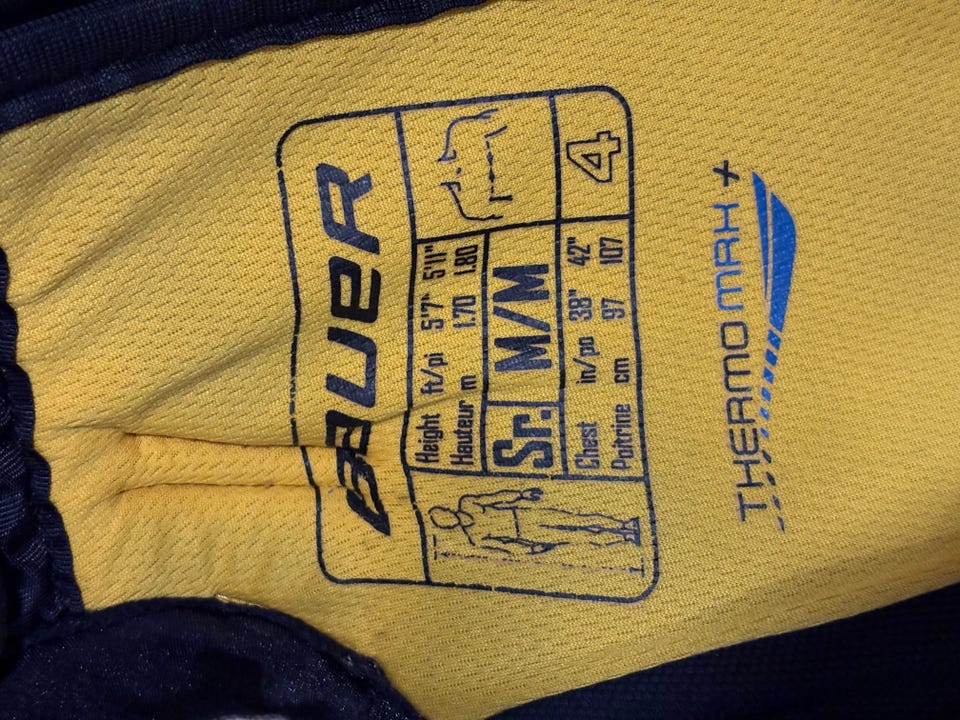 BAUER
Height ft/pi 5'7" 5'11"
Hauteur m 1.70 1.80
Sr. M/M
Chest in/po 38" 42"
Poitrine cm 97 107
4
THERMO MAX +